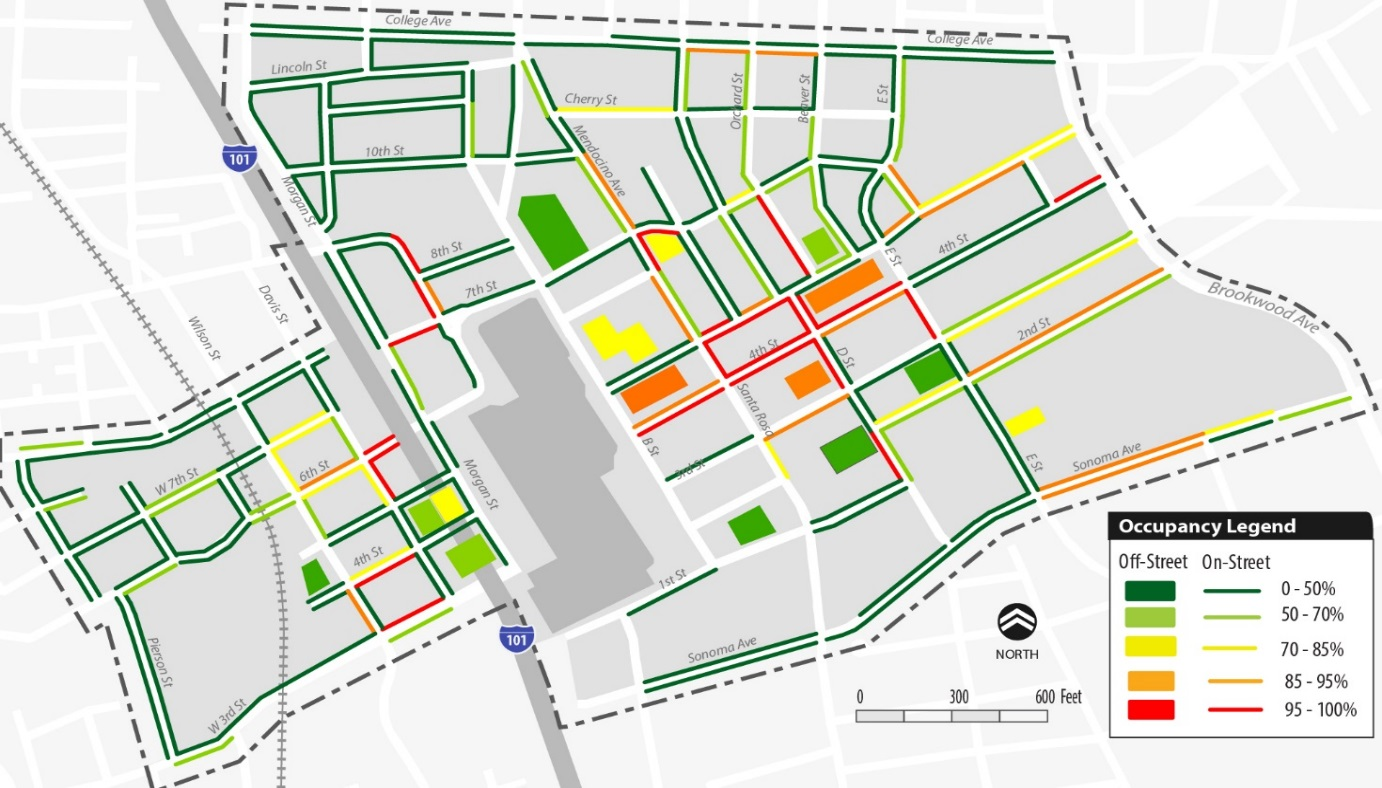 College Ave
College Ave
Lincoln St
Cherry St
Orchard St
Beaver St
E St
101
10th St
Mendocino Ave
Morgan St
8th St
7th St
4th St
E St
Davis St
Wilson St
Brookwood Ave
2nd St
4th St
D St
Santa Rosa
B St
3rd St
E St
Sonoma Ave
W 7th St
6th St
Morgan St
4th St
1st St
101
Sonoma Ave
Pierson St
W 3rd St
NORTH
0 300 600 Feet
Occupancy Legend
Off-Street On-Street
0 - 50%
50 - 70%
70 - 85%
85 - 95%
95 - 100%